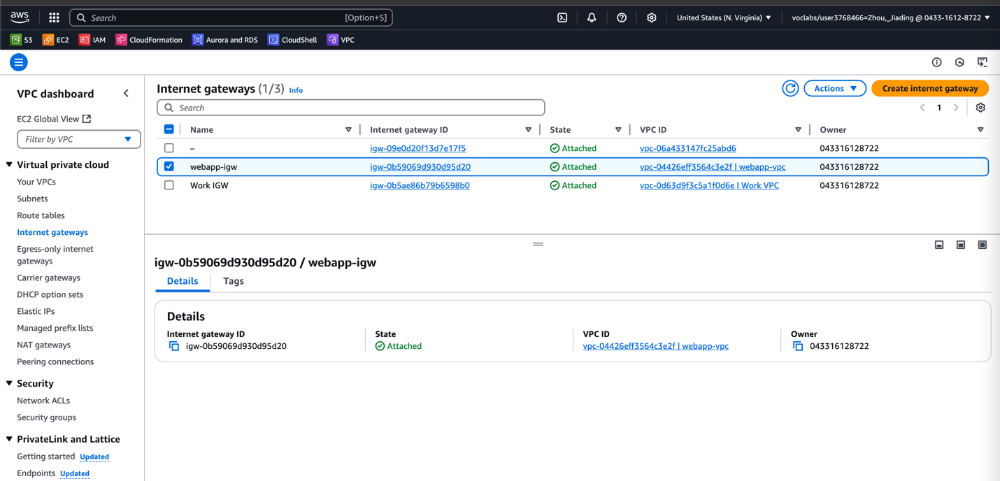 aws
Search [Option+S]
United States (N. Virginia)
voclabs/user3768466=Zhou,_Jiading @ 0433-1612-8722
S3 EC2 IAM CloudFormation Aurora and RDS CloudShell VPC
VPC dashboard
EC2 Global View
Filter by VPC
Virtual private cloud
Your VPCs
Subnets
Route tables
Internet gateways
Egress-only internet
gateways
Carrier gateways
DHCP option sets
Elastic IPs
Managed prefix lists
NAT gateways
Peering connections
Security
Network ACLs
Security groups
PrivateLink and Lattice
Getting started Updated
Endpoints Updated
Internet gateways (1/3) Info
Actions
Create internet gateway
Search
1
Name Internet gateway ID State VPC ID Owner
– igw-09e0d20f13d7e17f5 Attached vpc-06a433147fc25abd6 043316128722
webapp-igw igw-0b59069d930d95d20 Attached vpc-04426eff3564c3e2f | webapp-vpc 043316128722
Work IGW igw-0b5ae86b79b6598b0 Attached vpc-0d63d9f3c5a1f0d6e | Work VPC 043316128722
igw-0b59069d930d95d20 / webapp-igw
Details Tags
Details
Internet gateway ID State VPC ID Owner
igw-0b59069d930d95d20 Attached vpc-04426eff3564c3e2f | webapp-vpc 043316128722